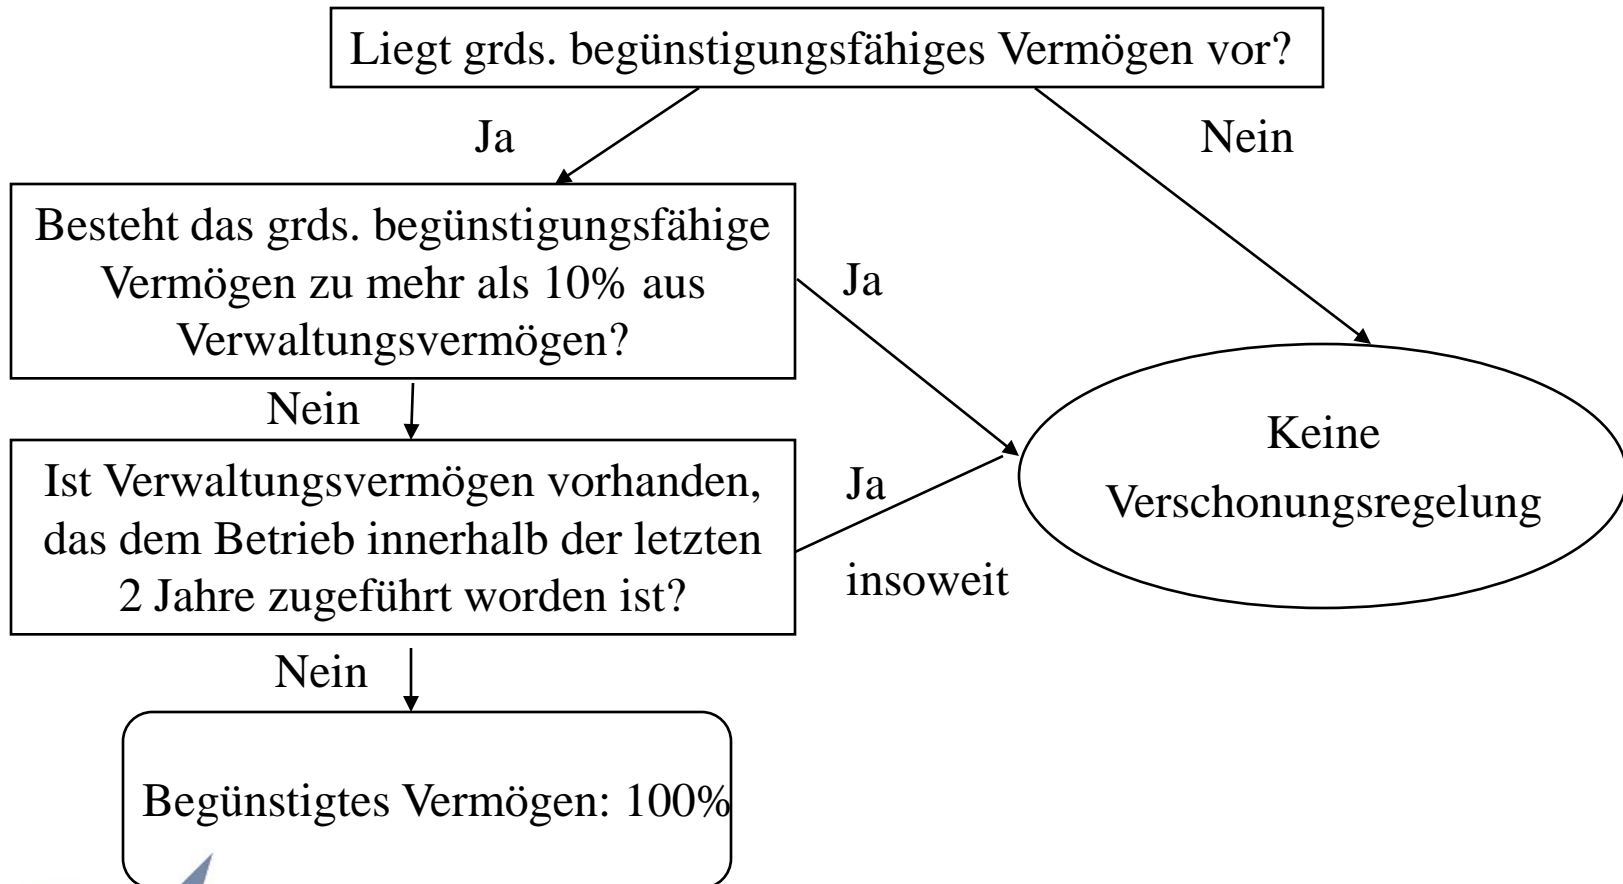 Liegt grds. begünstigungsfähiges Vermögen vor?
Ja
Nein
Besteht das grds. begünstigungsfähige
Vermögen zu mehr als 10% aus
Verwaltungsvermögen?
Ja
Nein
Keine
Verschonungsregelung
Ist Verwaltungsvermögen vorhanden,
das dem Betrieb innerhalb der letzten
2 Jahre zugeführt worden ist?
Ja
insoweit
Nein
Begünstigtes Vermögen: 100%